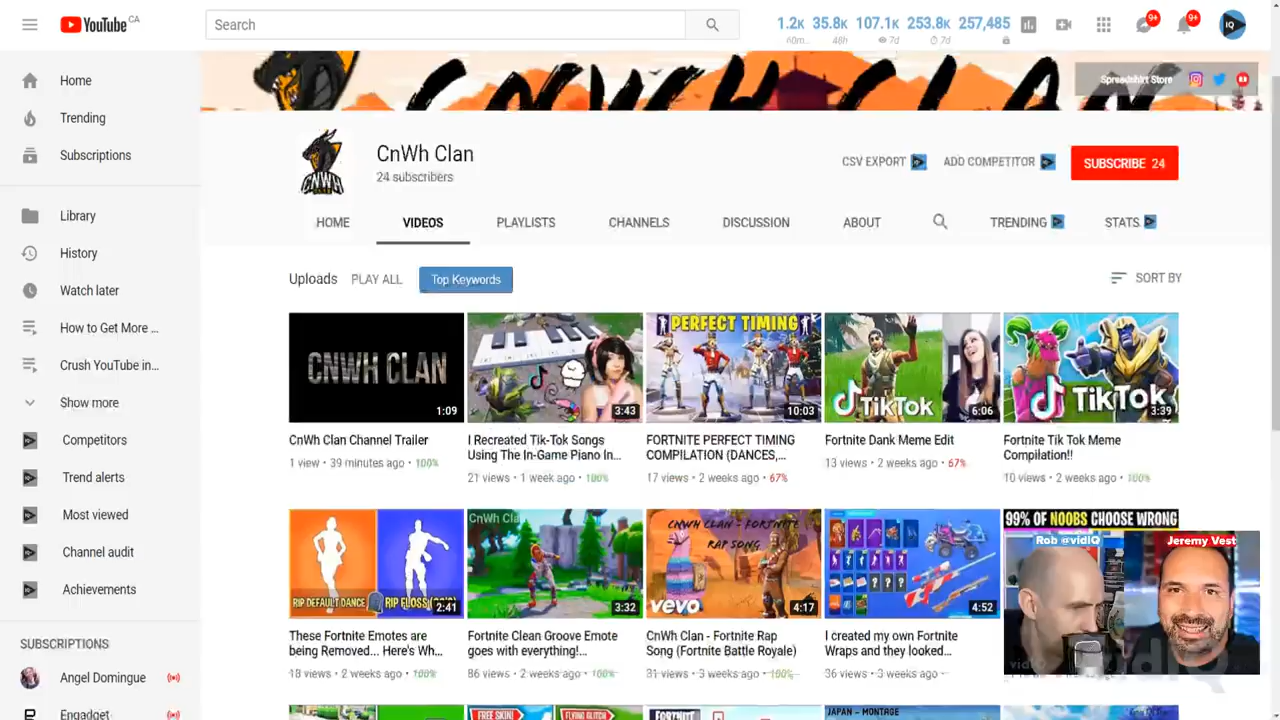 YouTube CA
Search
1.2K 35.8k 107.1k 253.8k 257,485
60m... 48h 7d 7d
9+ 9+
IQ
Home
Trending
Subscriptions
Library
History
Watch later
How to Get More ...
Crush YouTube in...
Show more
Competitors
Trend alerts
Most viewed
Channel audit
Achievements
SUBSCRIPTIONS
Angel Domingue
Engadget
CNWH CLAN
Spreadshirt Store
CNWH
CnWh Clan
24 subscribers
CSV EXPORT
ADD COMPETITOR
SUBSCRIBE 24
HOME
VIDEOS
PLAYLISTS
CHANNELS
DISCUSSION
ABOUT
TRENDING
STATS
Uploads PLAY ALL Top Keywords
SORT BY
CNWH CLAN
1:09
CnWh Clan Channel Trailer
1 view • 39 minutes ago • 100%
3:43
I Recreated Tik-Tok Songs
Using The In-Game Piano In...
21 views • 1 week ago • 100%
PERFECT TIMING
10:03
FORTNITE PERFECT TIMING
COMPILATION (DANCES,...
17 views • 2 weeks ago • 67%
TikTok
6:06
Fortnite Dank Meme Edit
13 views • 2 weeks ago • 67%
TikTok
3:39
Fortnite Tik Tok Meme
Compilation!!
10 views • 2 weeks ago • 100%
RIP DEFAULT DANCE
RIP FLOSS
2:41
These Fortnite Emotes are
being Removed... Here's Wh...
18 views • 2 weeks ago • 100%
CnWh Clan
3:32
Fortnite Clean Groove Emote
goes with everything!...
86 views • 2 weeks ago • 100%
CNWH CLAN - FORTNITE
RAP SONG
vevo
4:17
CnWh Clan - Fortnite Rap
Song (Fortnite Battle Royale)
31 views • 3 weeks ago • 100%
? ? ?
4:52
I created my own Fortnite
Wraps and they looked...
36 views • 3 weeks ago
99% OF NOOBS CHOOSE WRONG
Rob @vidIQ
Jeremy Vest
vidIQ
FREE SKIN!
FLYING GLITCH
FORTNITE
JAPAN - MONTAGE